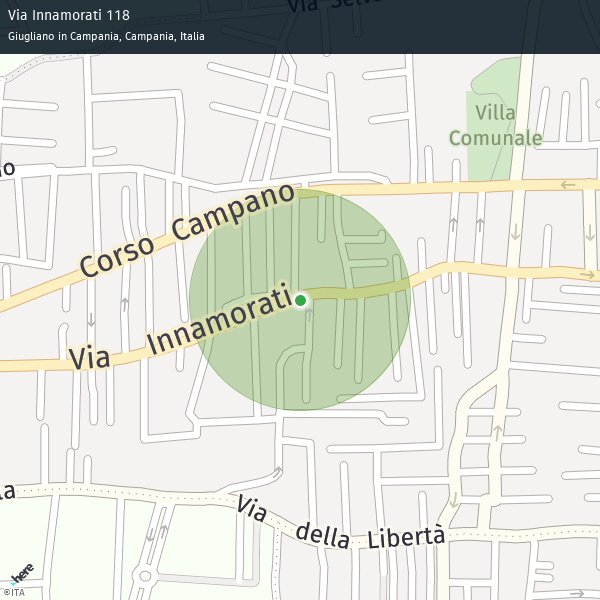 Via Innamorati 118
Giugliano in Campania, Campania, Italia
Via
Villa
Comunale
Corso Campano
Via Innamorati
Via della Libertà
here
©ITA